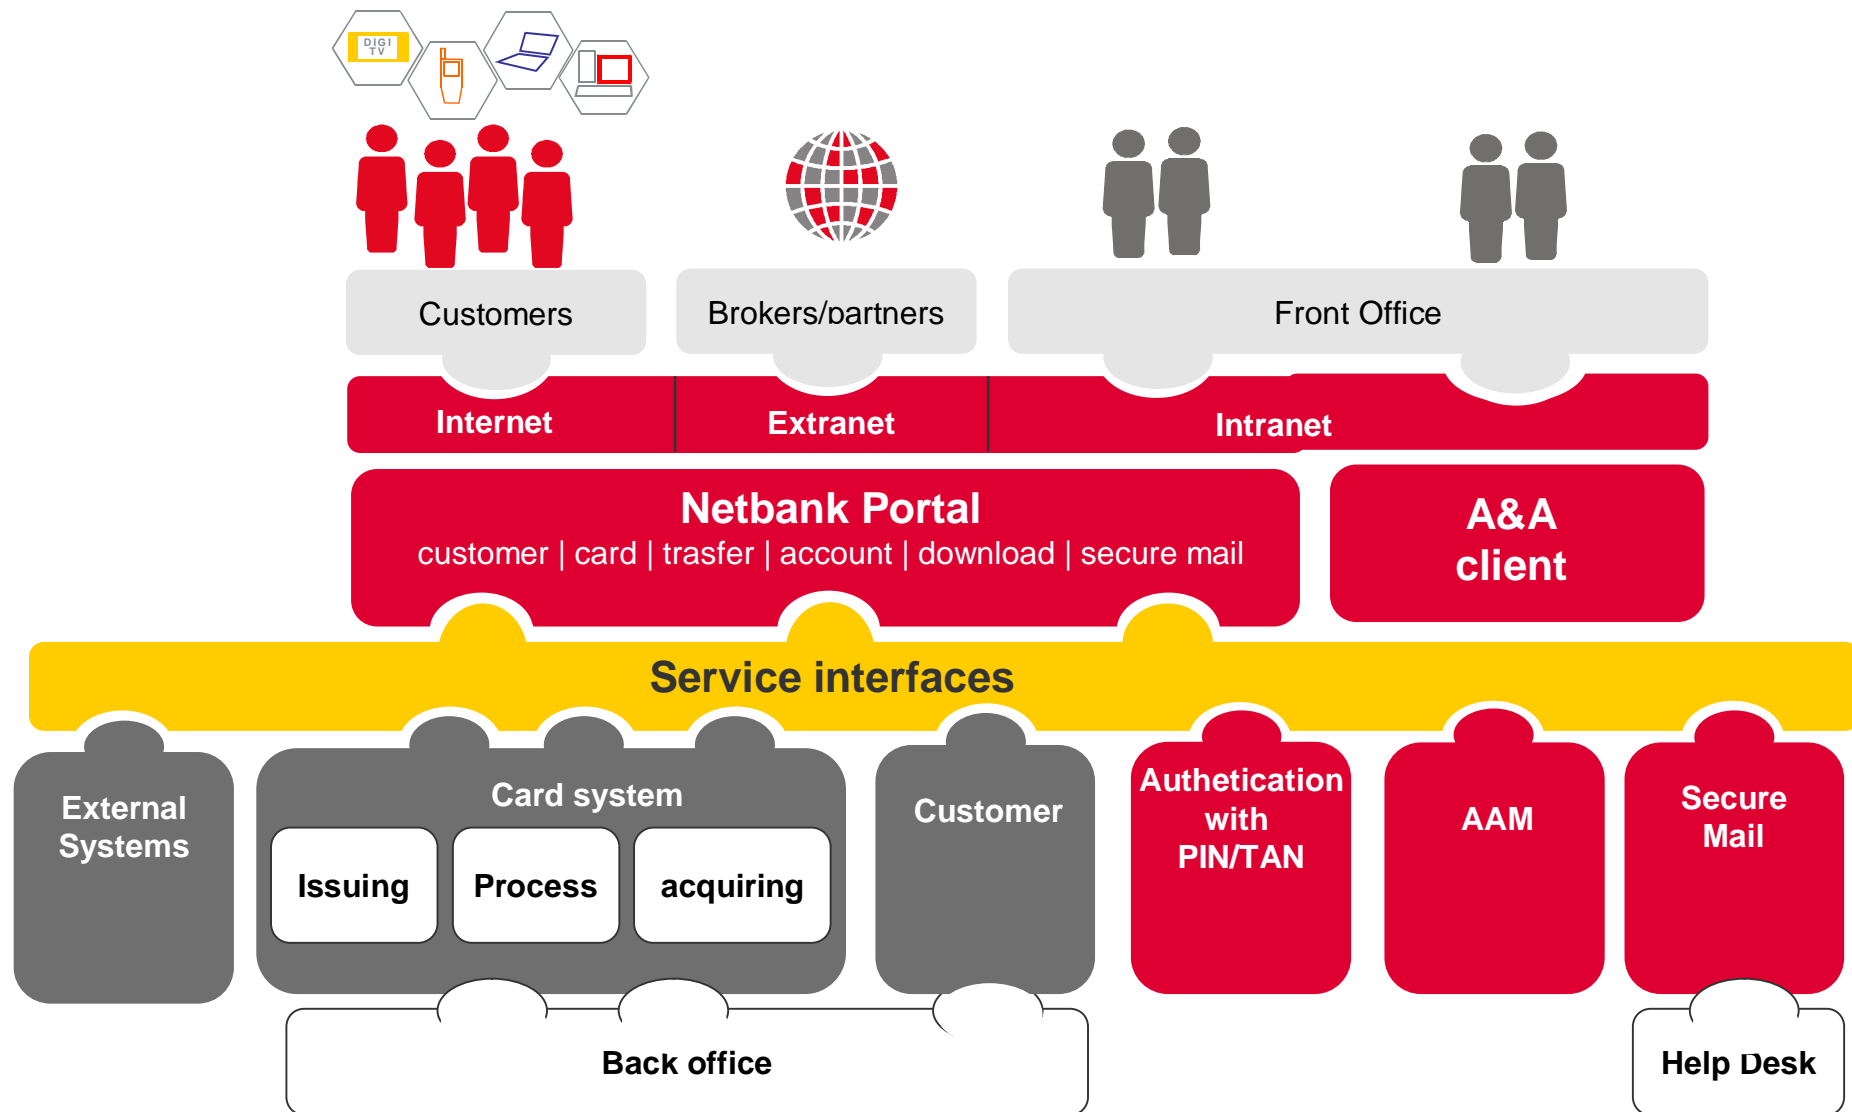 DIGI
TV
Customers
Brokers/partners
Front Office
Internet
Extranet
Intranet
Netbank Portal
customer | card | trasfer | account | download | secure mail
A&A
client
Service interfaces
External
Systems
Card system
Issuing
Process
acquiring
Customer
Authetication
with
PIN/TAN
AAM
Secure
Mail
Back office
Help Desk